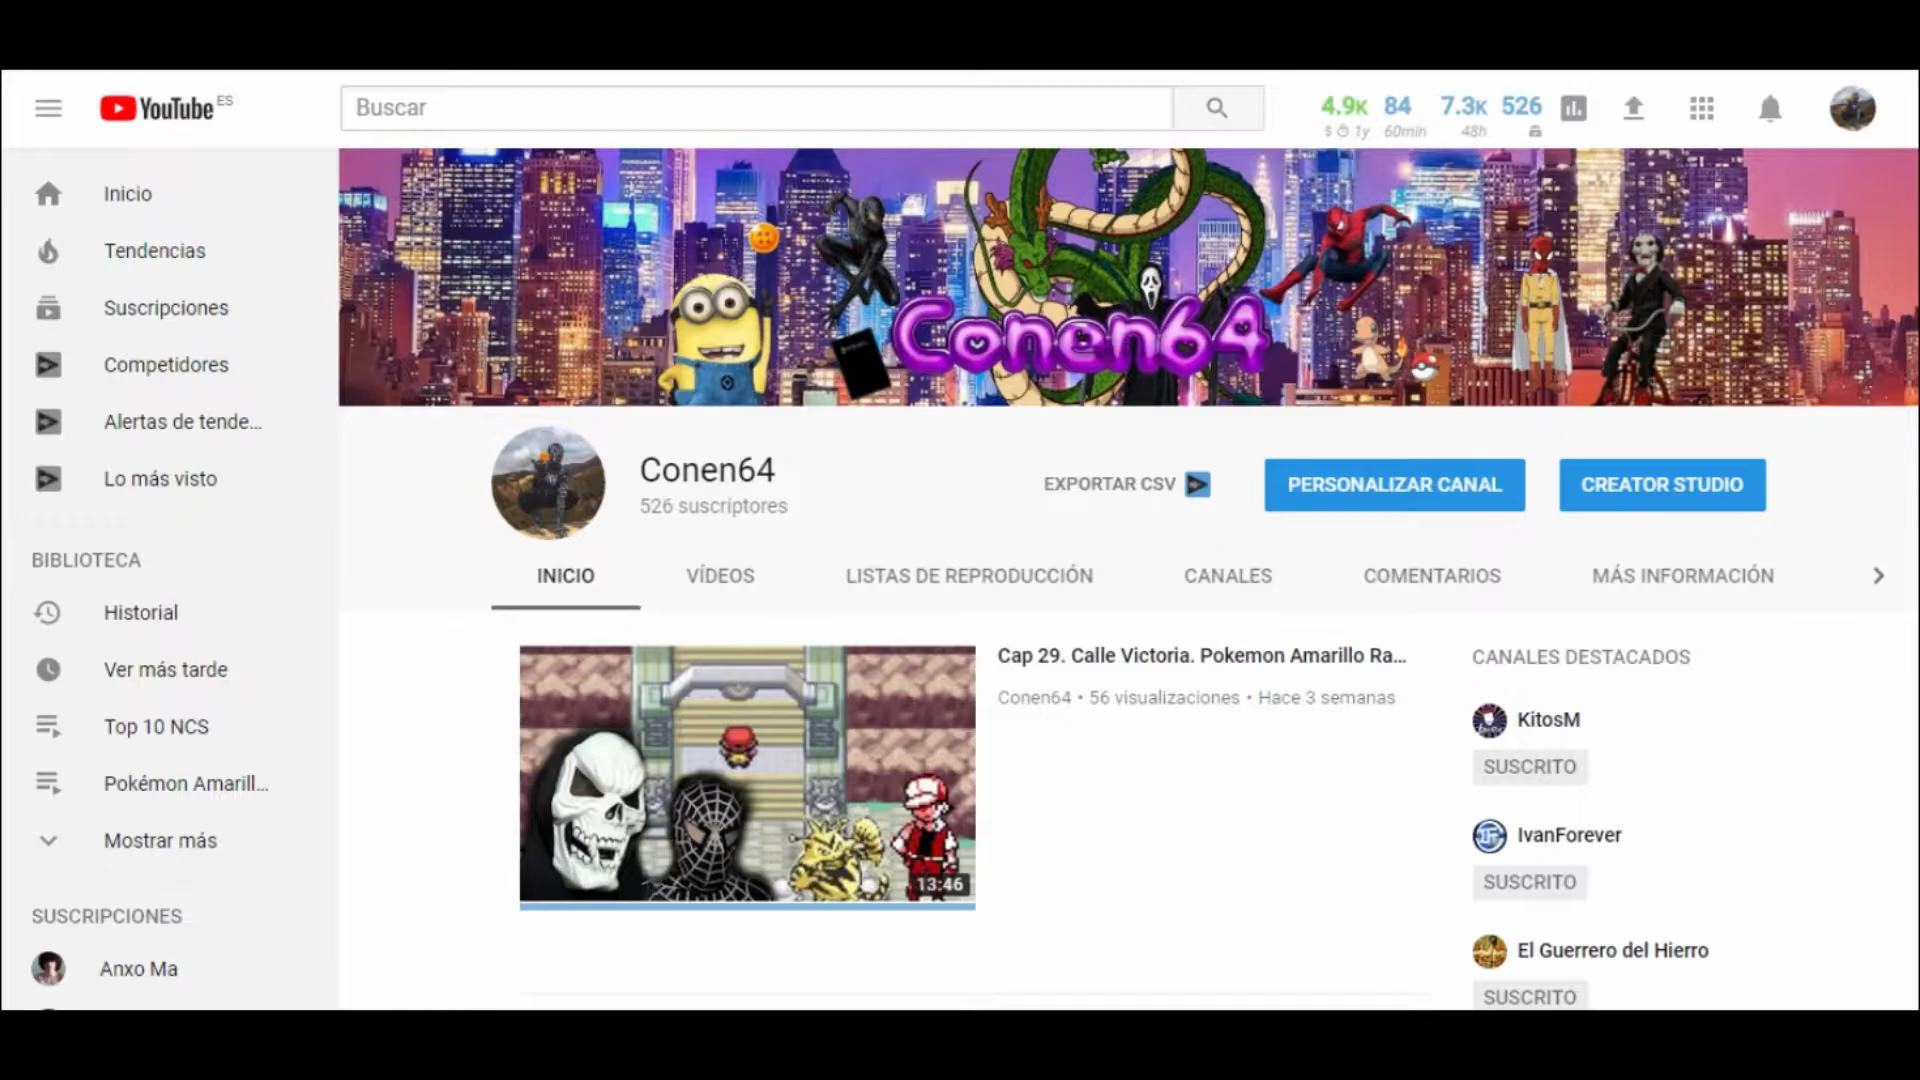 YouTube ES
Buscar
4.9K 84 7.3K 526
$ 1y 60min 48h
Inicio
Tendencias
Suscripciones
Competidores
Alertas de tende...
Lo más visto
BIBLIOTECA
Historial
Ver más tarde
Top 10 NCS
Pokémon Amarill...
Mostrar más
SUSCRIPCIONES
Anxo Ma
Conen64
Conen64
526 suscriptores
EXPORTAR CSV
PERSONALIZAR CANAL
CREATOR STUDIO
INICIO VÍDEOS LISTAS DE REPRODUCCIÓN CANALES COMENTARIOS MÁS INFORMACIÓN
13:46
Cap 29. Calle Victoria. Pokemon Amarillo Ra...
Conen64 • 56 visualizaciones • Hace 3 semanas
CANALES DESTACADOS
KitosM
SUSCRITO
IvanForever
SUSCRITO
El Guerrero del Hierro
SUSCRITO